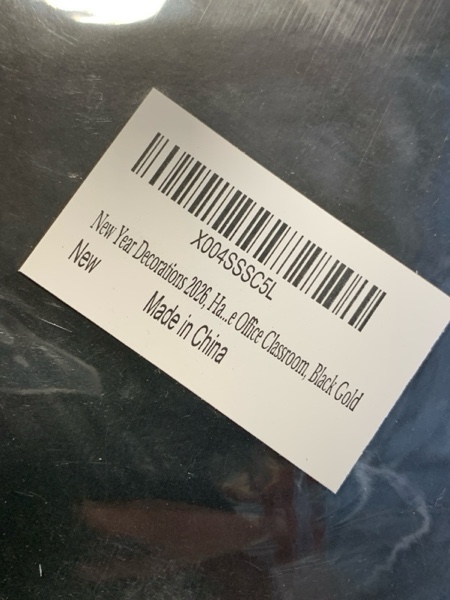 X004SSSC5L
New Year Decorations 2026, Ha...e Office Classroom, Black Gold
New
Made in China